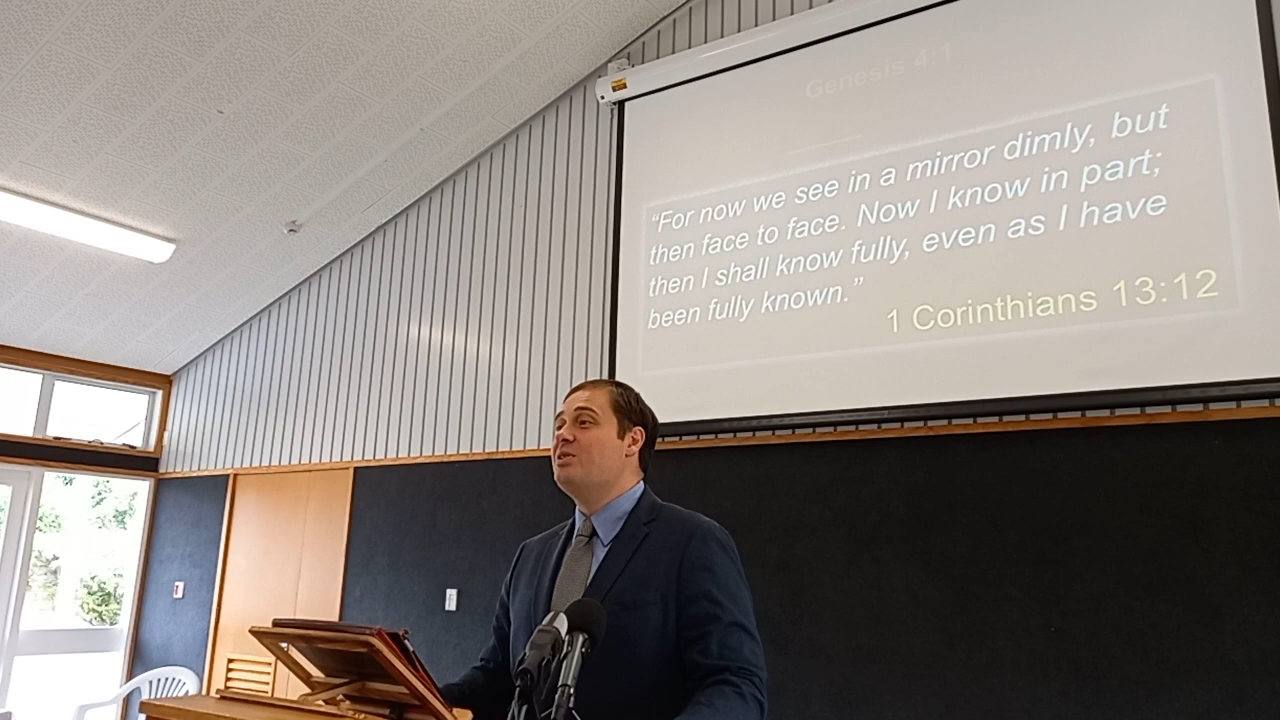 Genesis 4:1
“For now we see in a mirror dimly, but
then face to face. Now I know in part;
then I shall know fully, even as I have
been fully known.”
1 Corinthians 13:12